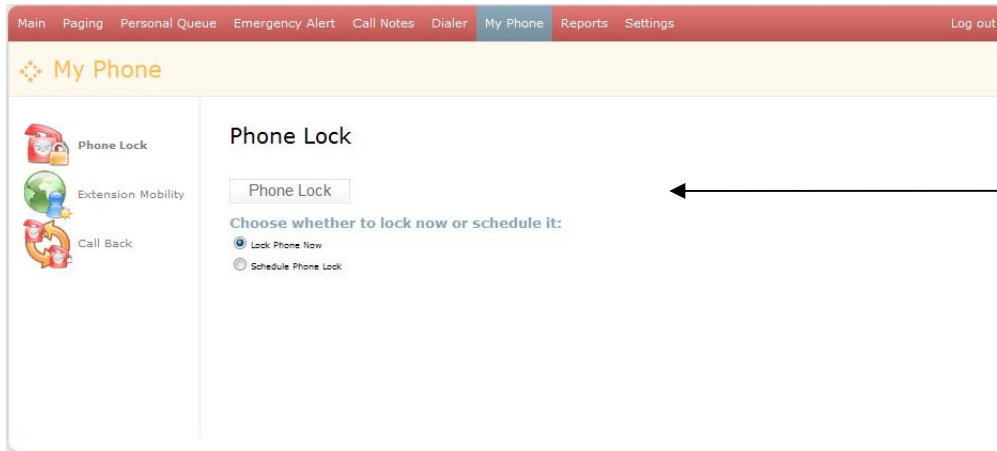 Main Paging Personal Queue Emergency Alert Call Notes Dialer My Phone Reports Settings Log out
My Phone
Phone Lock
Extension Mobility
Call Back
Phone Lock
Phone Lock
Choose whether to lock now or schedule it:
Lock Phone Now
Schedule Phone Lock